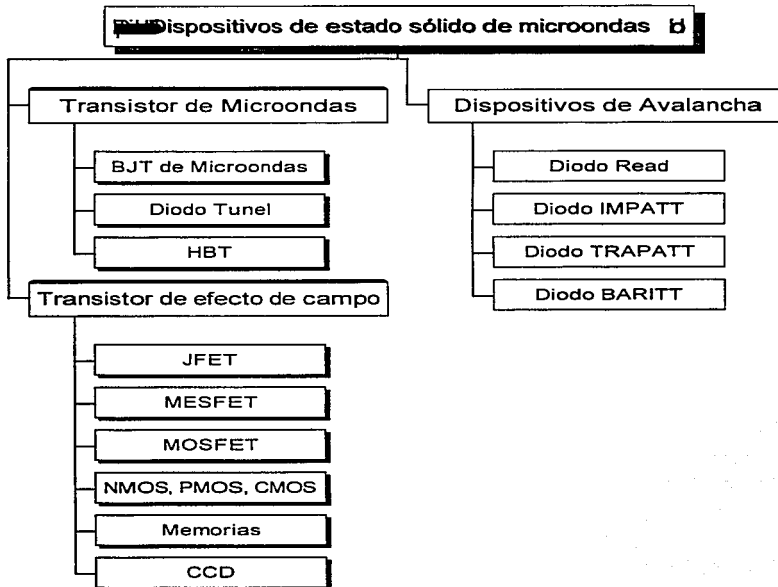 Dispositivos de estado sólido de microondas
Transistor de Microondas
BJT de Microondas
Diodo Tunel
HBT
Transistor de efecto de campo
JFET
MESFET
MOSFET
NMOS, PMOS, CMOS
Memorias
CCD
Dispositivos de Avalancha
Diodo Read
Diodo IMPATT
Diodo TRAPATT
Diodo BARITT